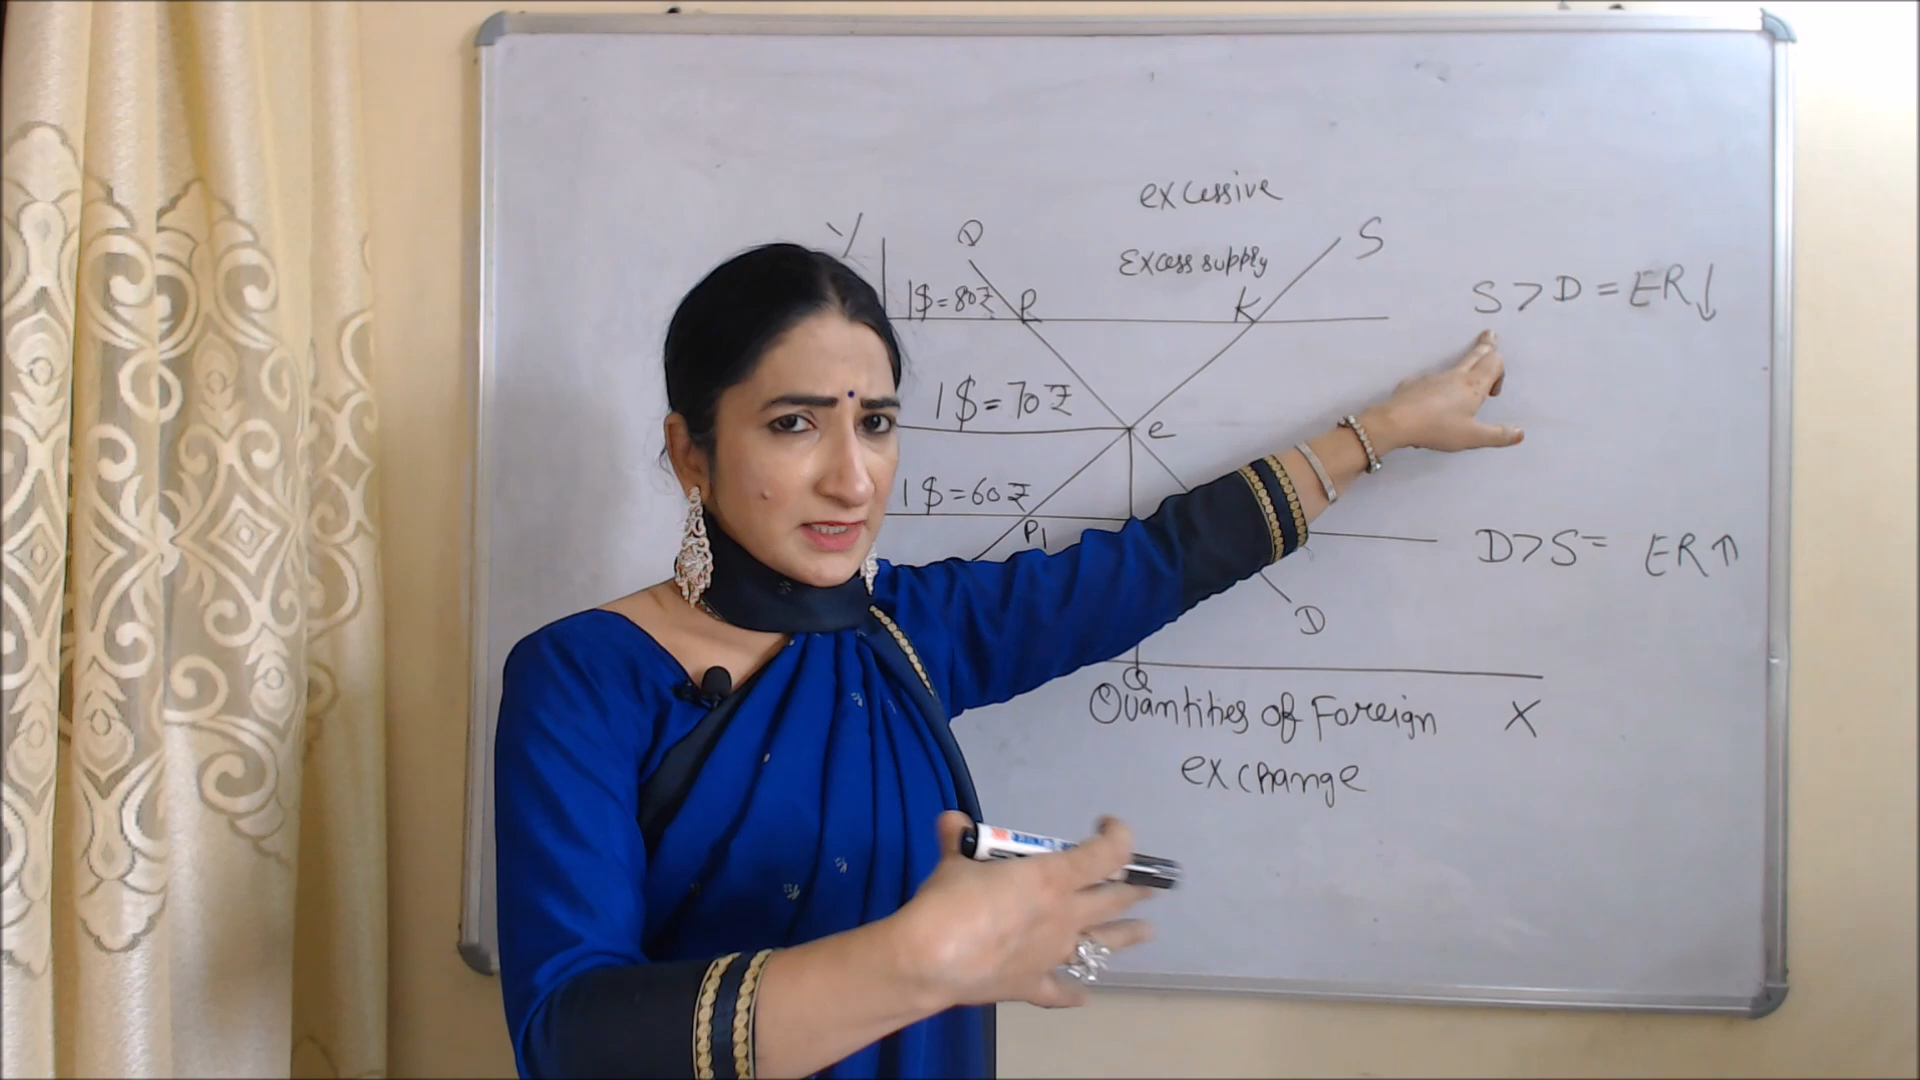 excessive
Y
D
Excess supply
S
1$=80₹
P
K
S>D=ER↓
1$=70₹
e
1$=60₹
P1
D>S= ER↑
D
Q
Quantities of Foreign X
exchange